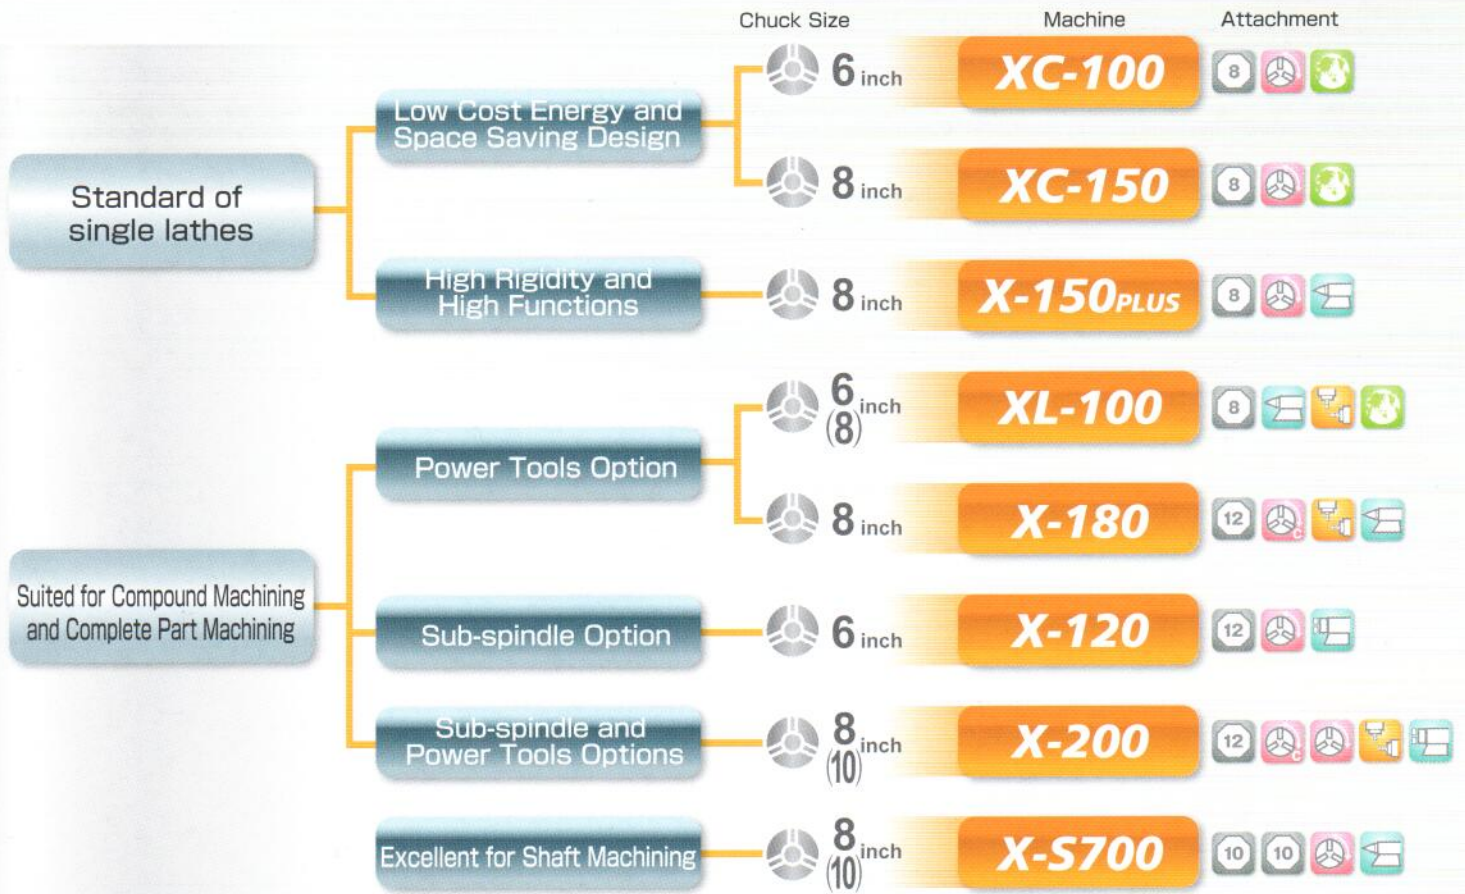 Chuck Size Machine Attachment
6 inch XC-100 8
Low Cost Energy and
Space Saving Design
8 inch XC-150 8
Standard of
single lathes
High Rigidity and
High Functions
8 inch X-150PLUS 8
6 (8) inch XL-100 8
Power Tools Option
8 inch X-180 12 C
Suited for Compound Machining
and Complete Part Machining
Sub-spindle Option
6 inch X-120 12
Sub-spindle and
Power Tools Options
8 (10) inch X-200 12 C
Excellent for Shaft Machining
8 (10) inch X-S700 10 10